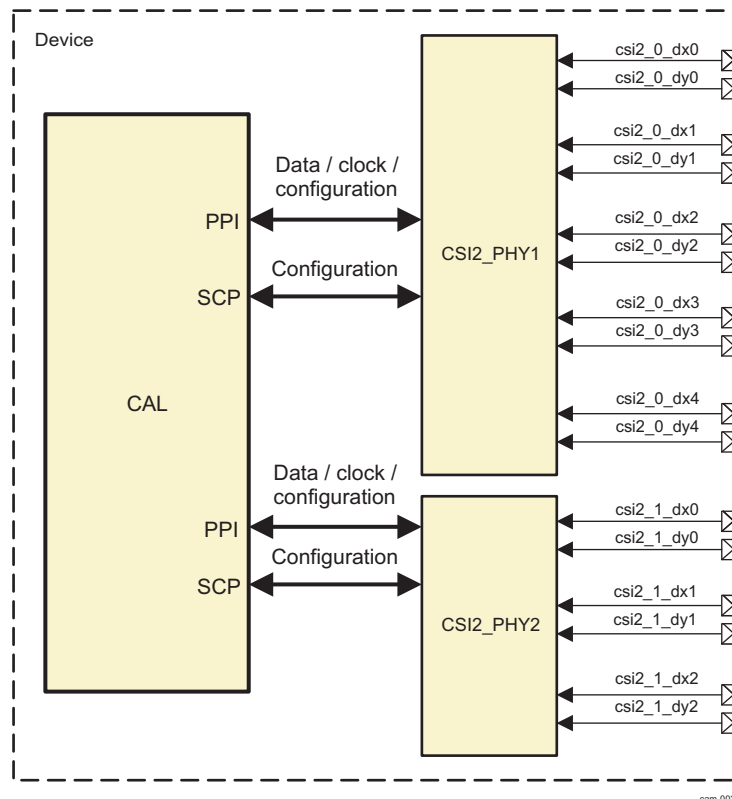 Device
csi2_0_dx0
csi2_0_dy0
csi2_0_dx1
csi2_0_dy1
Data / clock /
configuration
PPI
csi2_0_dx2
csi2_0_dy2
CSI2_PHY1
Configuration
SCP
csi2_0_dx3
csi2_0_dy3
CAL
csi2_0_dx4
csi2_0_dy4
Data / clock /
configuration
PPI
csi2_1_dx0
csi2_1_dy0
Configuration
SCP
csi2_1_dx1
csi2_1_dy1
CSI2_PHY2
csi2_1_dx2
csi2_1_dy2